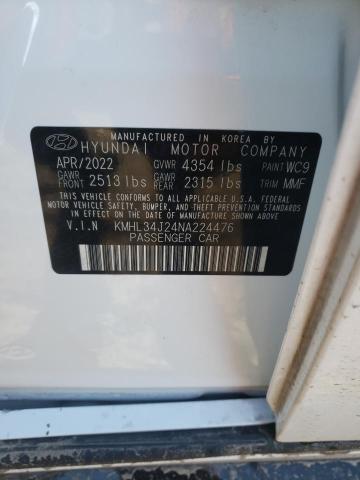 MANUFACTURED IN KOREA BY
HYUNDAI MOTOR COMPANY
APR/2022 GVWR 4354 lbs PAINT WC9
GAWR FRONT 2513 lbs GAWR REAR 2315 lbs TRIM MMF
THIS VEHICLE CONFORMS TO ALL APPLICABLE U.S. FEDERAL
MOTOR VEHICLE SAFETY, BUMPER, AND THEFT PREVENTION STANDARDS
IN EFFECT ON THE DATE OF MANUFACTURE SHOWN ABOVE.
V.I.N KMHL34J24NA224476
PASSENGER CAR